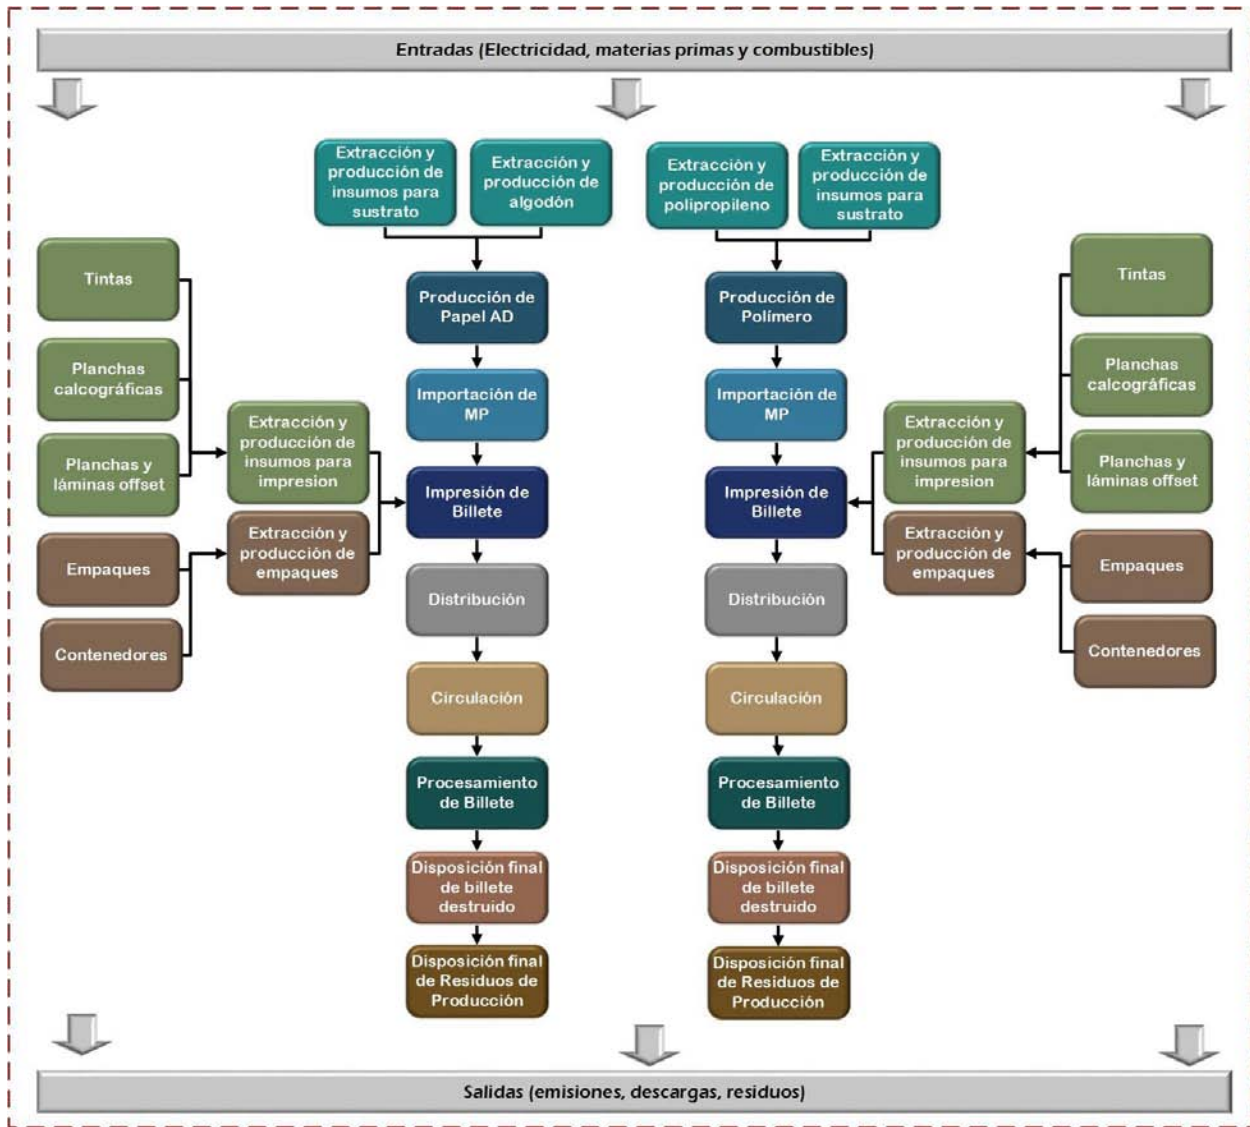 Entradas (Electricidad, materias primas y combustibles)
Extracción y
producción de
insumos para
sustrato
Extracción y
producción de
algodón
Extracción y
producción de
polipropileno
Extracción y
producción de
insumos para
sustrato
Tintas
Planchas
calcográficas
Planchas y
láminas offset
Empaques
Contenedores
Extracción y
producción de
insumos para
impresion
Extracción y
producción de
empaques
Producción de
Papel AD
Importación de
MP
Impresión de
Billete
Distribución
Circulación
Procesamiento
de Billete
Disposición final
de billete
destruido
Disposición final
de Residuos de
Producción
Producción de
Polímero
Importación de
MP
Impresión de
Billete
Distribución
Circulación
Procesamiento
de Billete
Disposición final
de billete
destruido
Disposición final
de Residuos de
Producción
Extracción y
producción de
insumos para
impresion
Extracción y
producción de
empaques
Tintas
Planchas
calcográficas
Planchas y
láminas offset
Empaques
Contenedores
Salidas (emisiones, descargas, residuos)